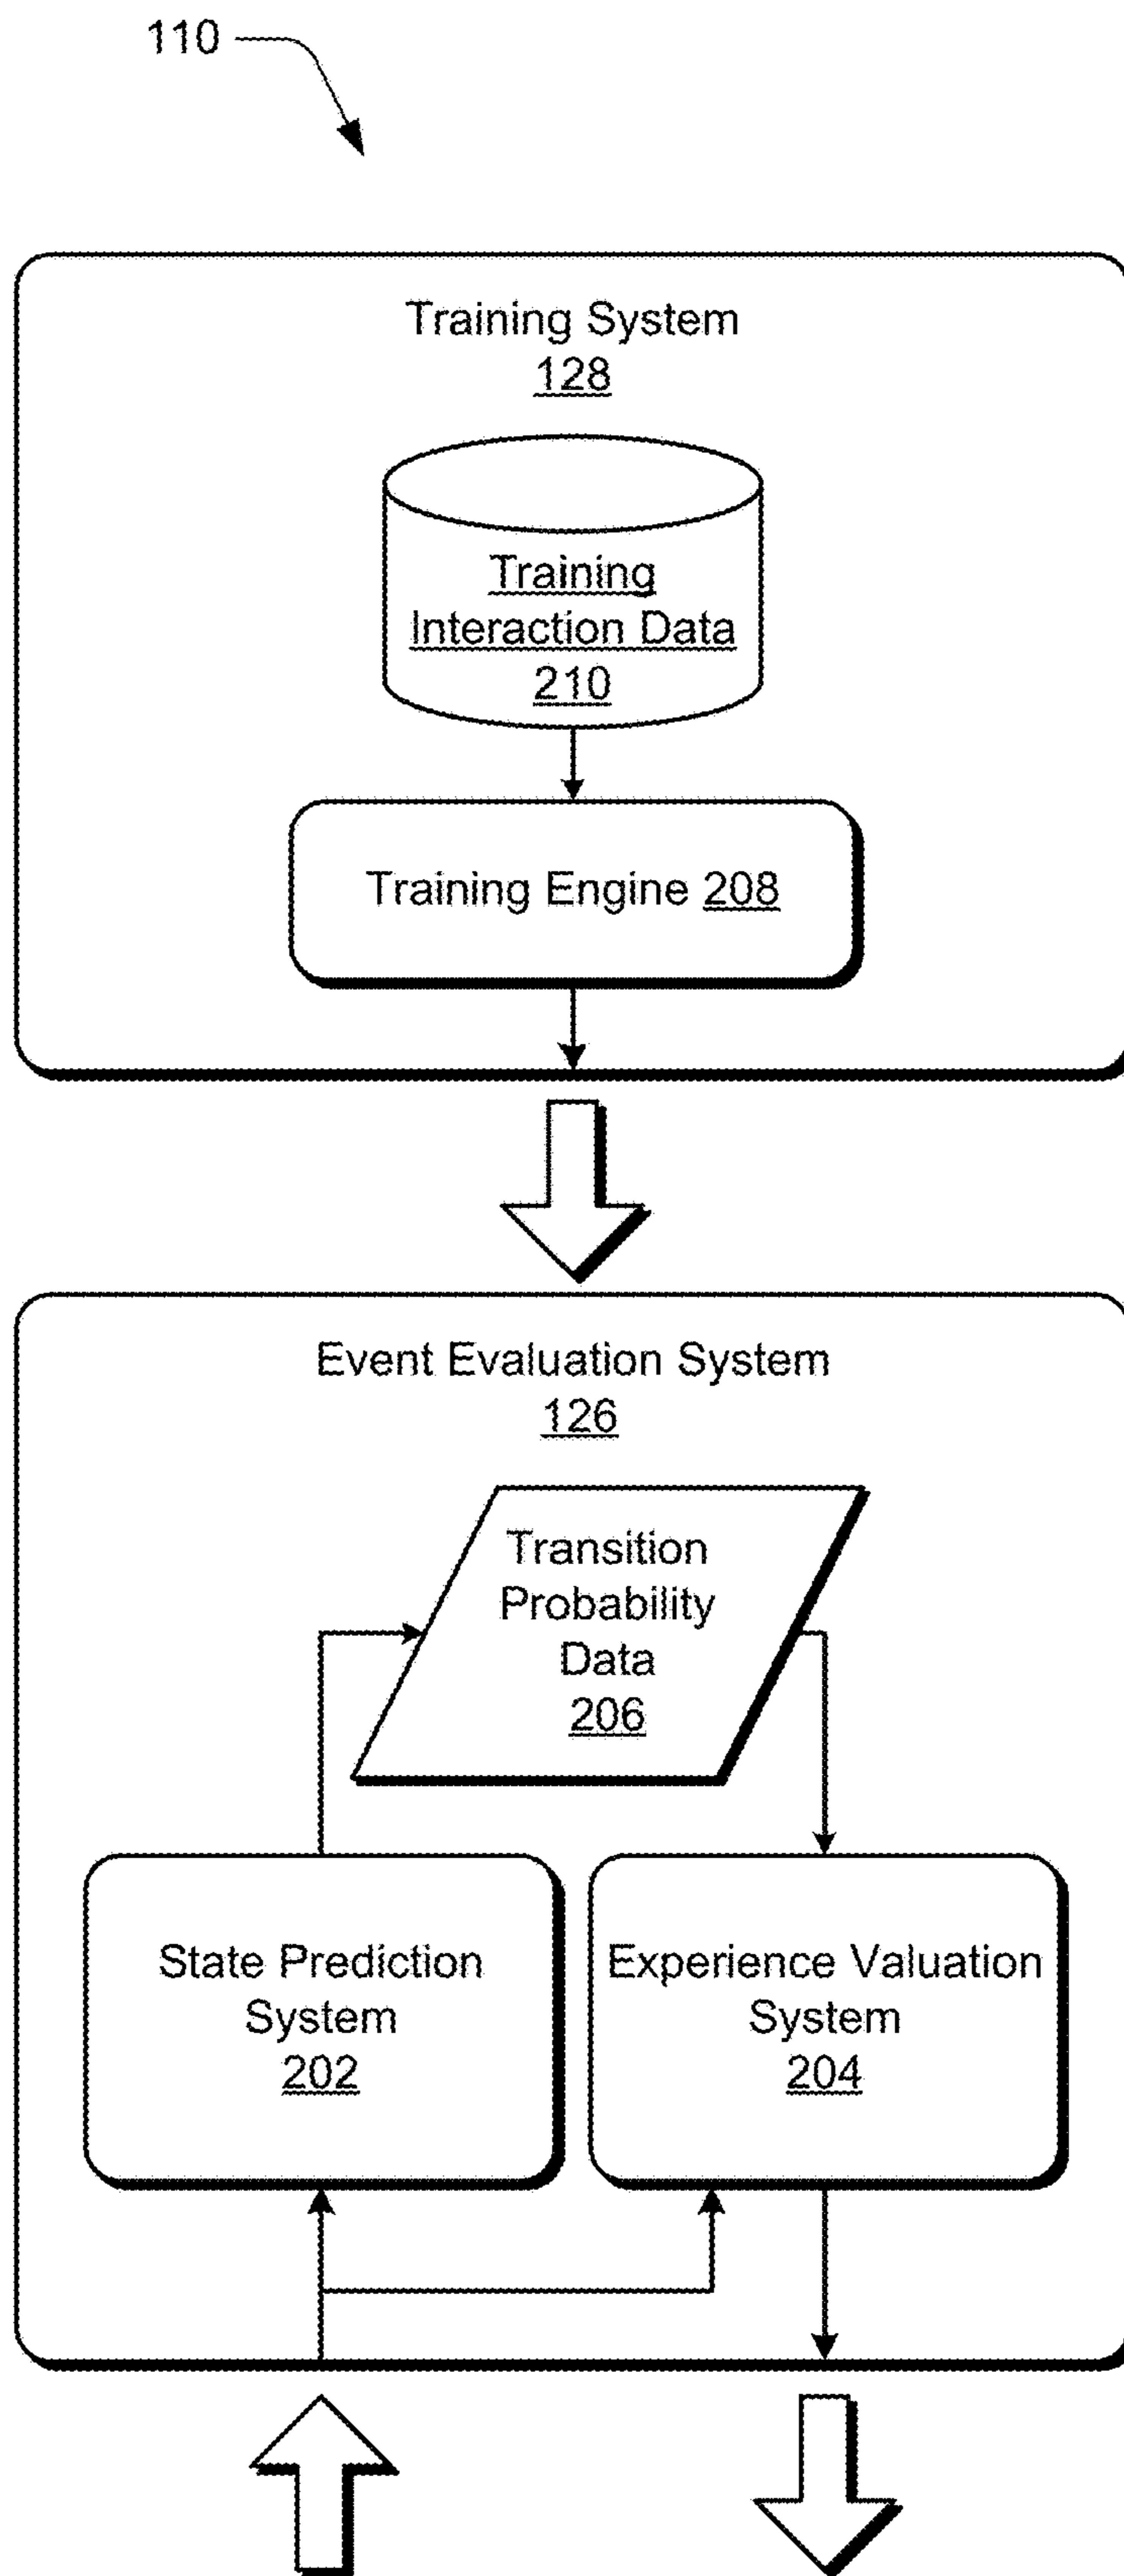 110
Training System
128
Training
Interaction Data
210
Training Engine 208
Event Evaluation System
126
Transition
Probability
Data
206
State Prediction
System
202
Experience Valuation
System
204